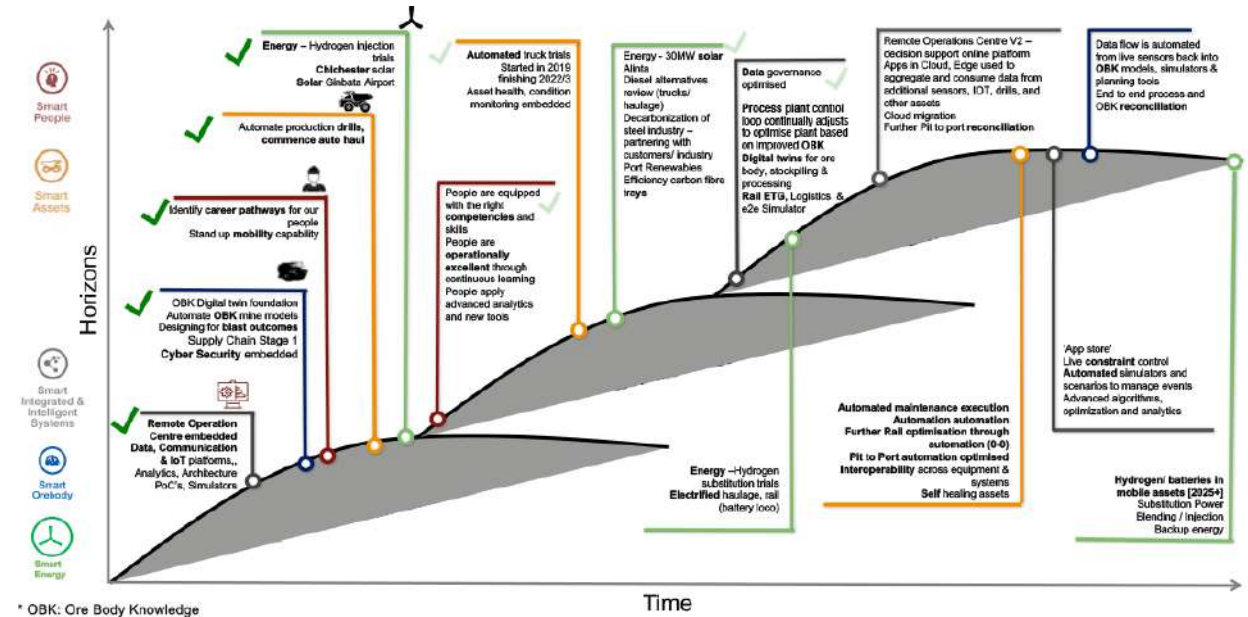 Smart
People
Smart
Assets
Smart
Integrated &
Intelligent
Systems
Smart
Orebody
Smart
Energy
Horizons
Time
* OBK: Ore Body Knowledge
Remote Operation
Centre embedded
Data, Communication
& IoT platforms,,
Analytics, Architecture
PoC's, Simulators
OBK Digital twin foundation
Automate OBK mine models
Designing for blast outcomes
Supply Chain Stage 1
Cyber Security embedded
Identify career pathways for our
people
Stand up mobility capability
Automate production drills,
commence auto haul
Energy – Hydrogen injection
trials
Chichester solar
Solar Ginbata Airport
People are equipped
with the right
competencies and
skills
People are
operationally
excellent through
continuous learning
People apply
advanced analytics
and new tools
Automated truck trials
Started in 2019
finishing 2022/3
Asset health, condition
monitoring embedded
Energy - 30MW solar
Alinta
Diesel alternatives
review (trucks/
haulage)
Decarbonization of
steel industry –
partnering with
customers/ industry
Port Renewables
Efficiency carbon fibre
trays
Data governance
optimised
Process plant control
loop continually adjusts
to optimise plant based
on improved OBK
Digital twins for ore
body, stockpiling &
processing
Rail ETG, Logistics &
e2e Simulator
Energy –Hydrogen
substitution trials
Electrified haulage, rail
(battery loco)
Remote Operations Centre V2 –
decision support online platform
Apps in Cloud, Edge used to
aggregate and consume data from
additional sensors, IOT, drills, and
other assets
Cloud migration
Further Pit to port reconciliation
Automated maintenance execution
Automation automation
Further Rail optimisation through
automation (0-0)
Pit to Port automation optimised
Interoperability across equipment &
systems
Self healing assets
'App store'
Live constraint control
Automated simulators and
scenarios to manage events
Advanced algorithms,
optimization and analytics
Data flow is automated
from live sensors back into
OBK models, simulators &
planning tools
End to end process and
OBK reconciliation
Hydrogen/ batteries in
mobile assets [2025+]
Substitution Power
Blending / Injection
Backup energy